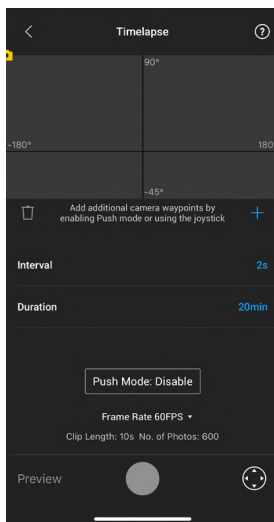 Timelapse
?
90°
-180°
180
-45°
Add additional camera waypoints by
enabling Push mode or using the joystick
Interval
2s
Duration
20min
Push Mode: Disable
Frame Rate 60FPS
Clip Length: 10s No. of Photos: 600
Preview